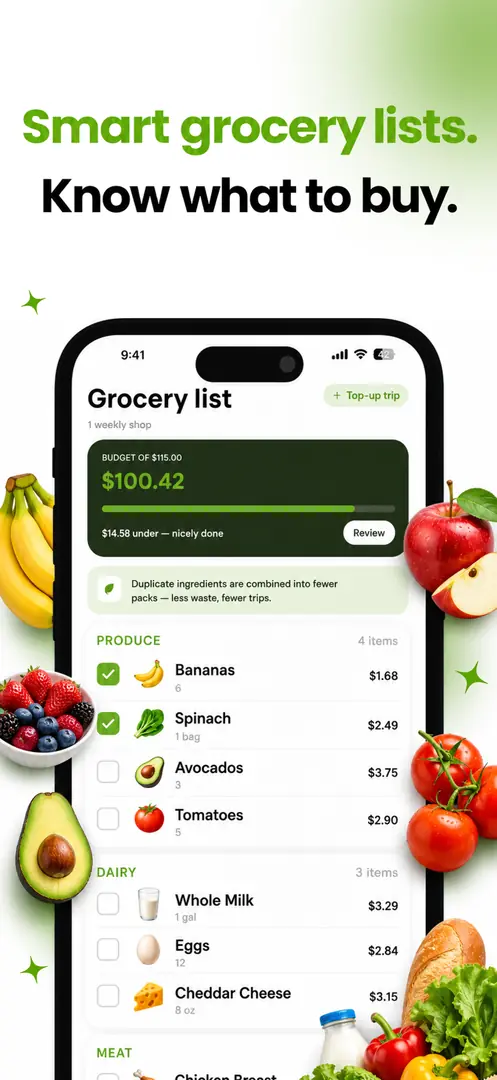 Smart grocery lists.
Know what to buy.
9:41
42
Grocery list
+ Top-up trip
1 weekly shop
BUDGET OF $115.00
$100.42
$14.58 under — nicely done
Review
Duplicate ingredients are combined into fewer
packs — less waste, fewer trips.
PRODUCE
4 items
Bananas
6
$1.68
Spinach
1 bag
$2.49
Avocados
3
$3.75
Tomatoes
5
$2.90
DAIRY
3 items
Whole Milk
1 gal
$3.29
Eggs
12
$2.84
Cheddar Cheese
8 oz
$3.15
MEAT
Chicken Breast